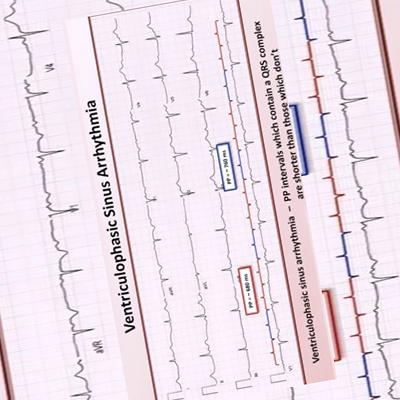 Ventriculophasic Sinus Arrhythmia
V4
aVR
PP = ~ 760 ms
PP = ~ 680 ms
Ventriculophasic sinus arrhythmia – PP intervals which contain a QRS complex
are shorter than those which don't